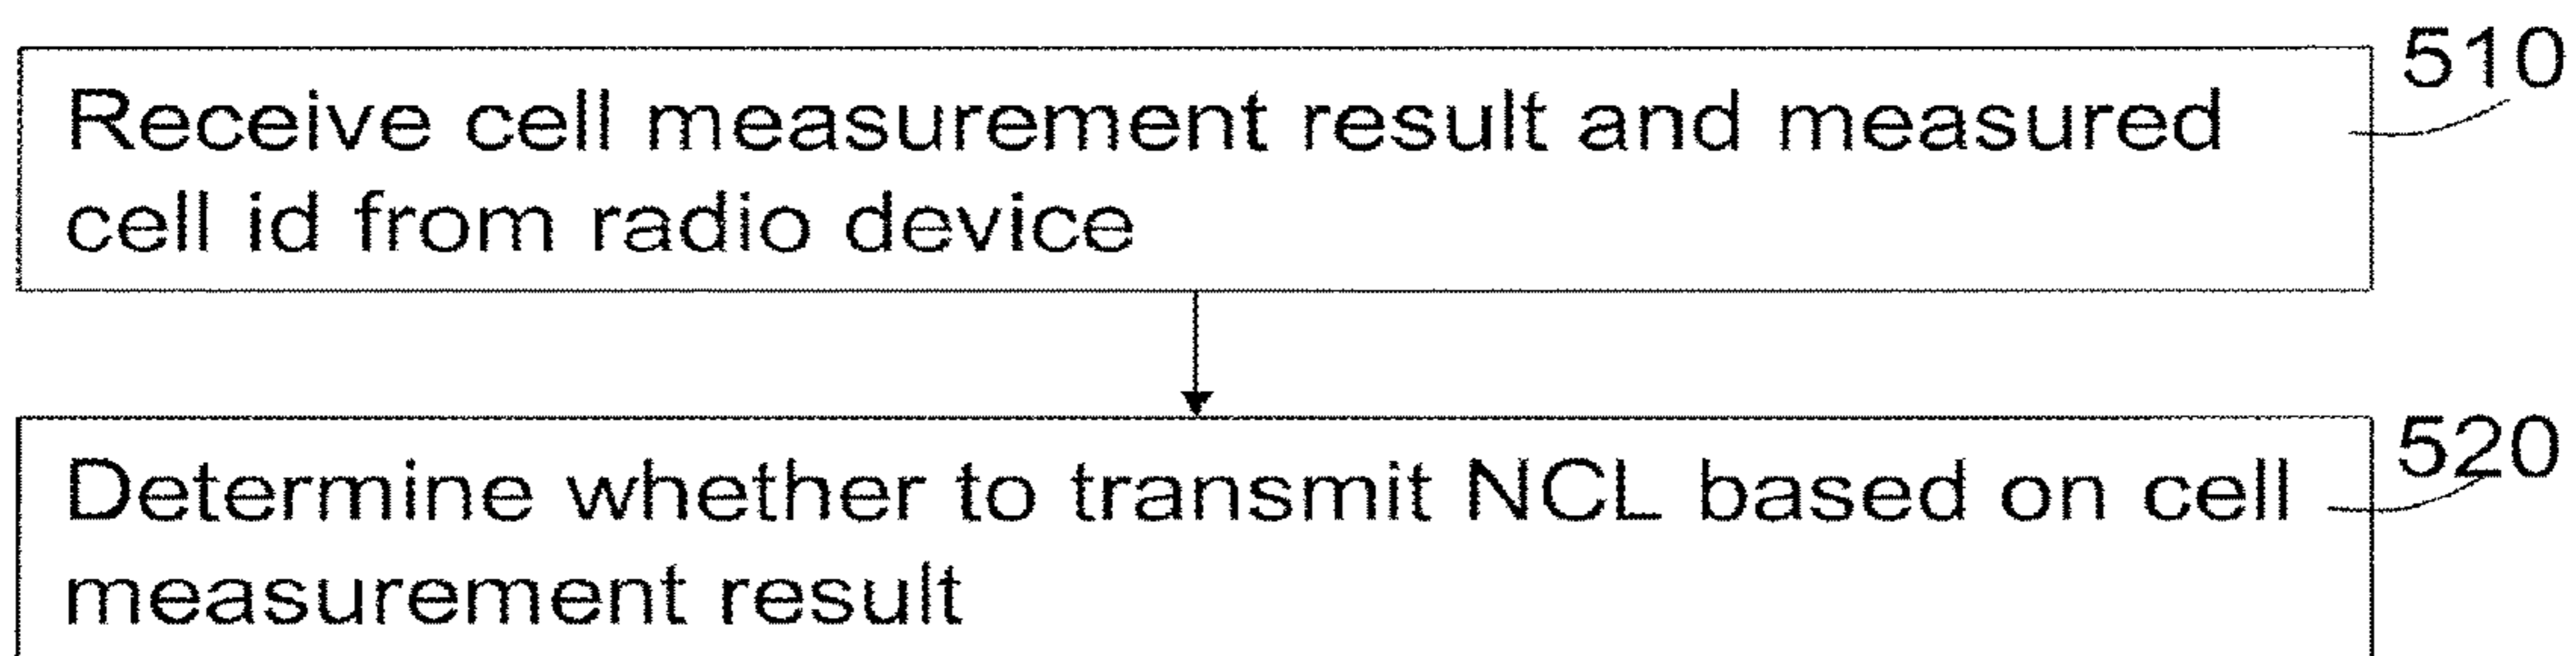 510
Receive cell measurement result and measured
cell id from radio device
520
Determine whether to transmit NCL based on cell
measurement result